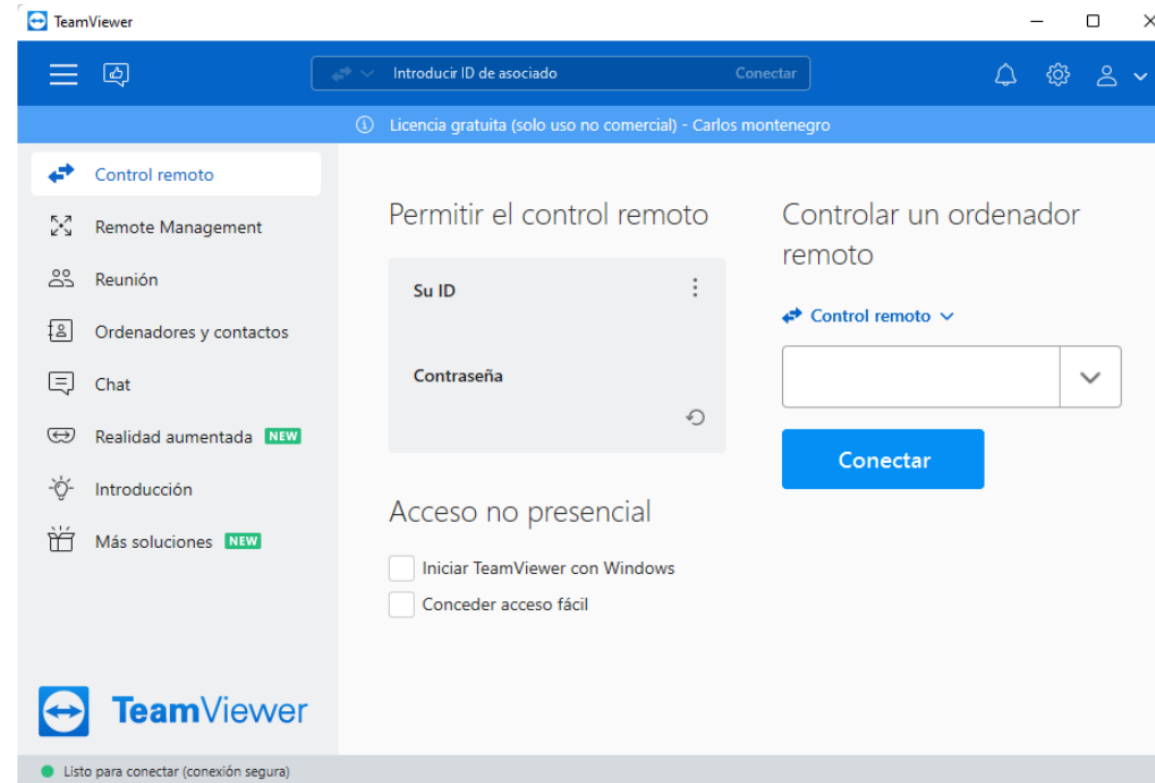 TeamViewer
Introducir ID de asociado
Conectar
Licencia gratuita (solo uso no comercial) - Carlos montenegro
Control remoto
Remote Management
Reunión
Ordenadores y contactos
Chat
Realidad aumentada NEW
Introducción
Más soluciones NEW
TeamViewer
Permitir el control remoto
Su ID
Contraseña
Acceso no presencial
Iniciar TeamViewer con Windows
Conceder acceso fácil
Controlar un ordenador
remoto
Control remoto
Conectar
Listo para conectar (conexión segura)